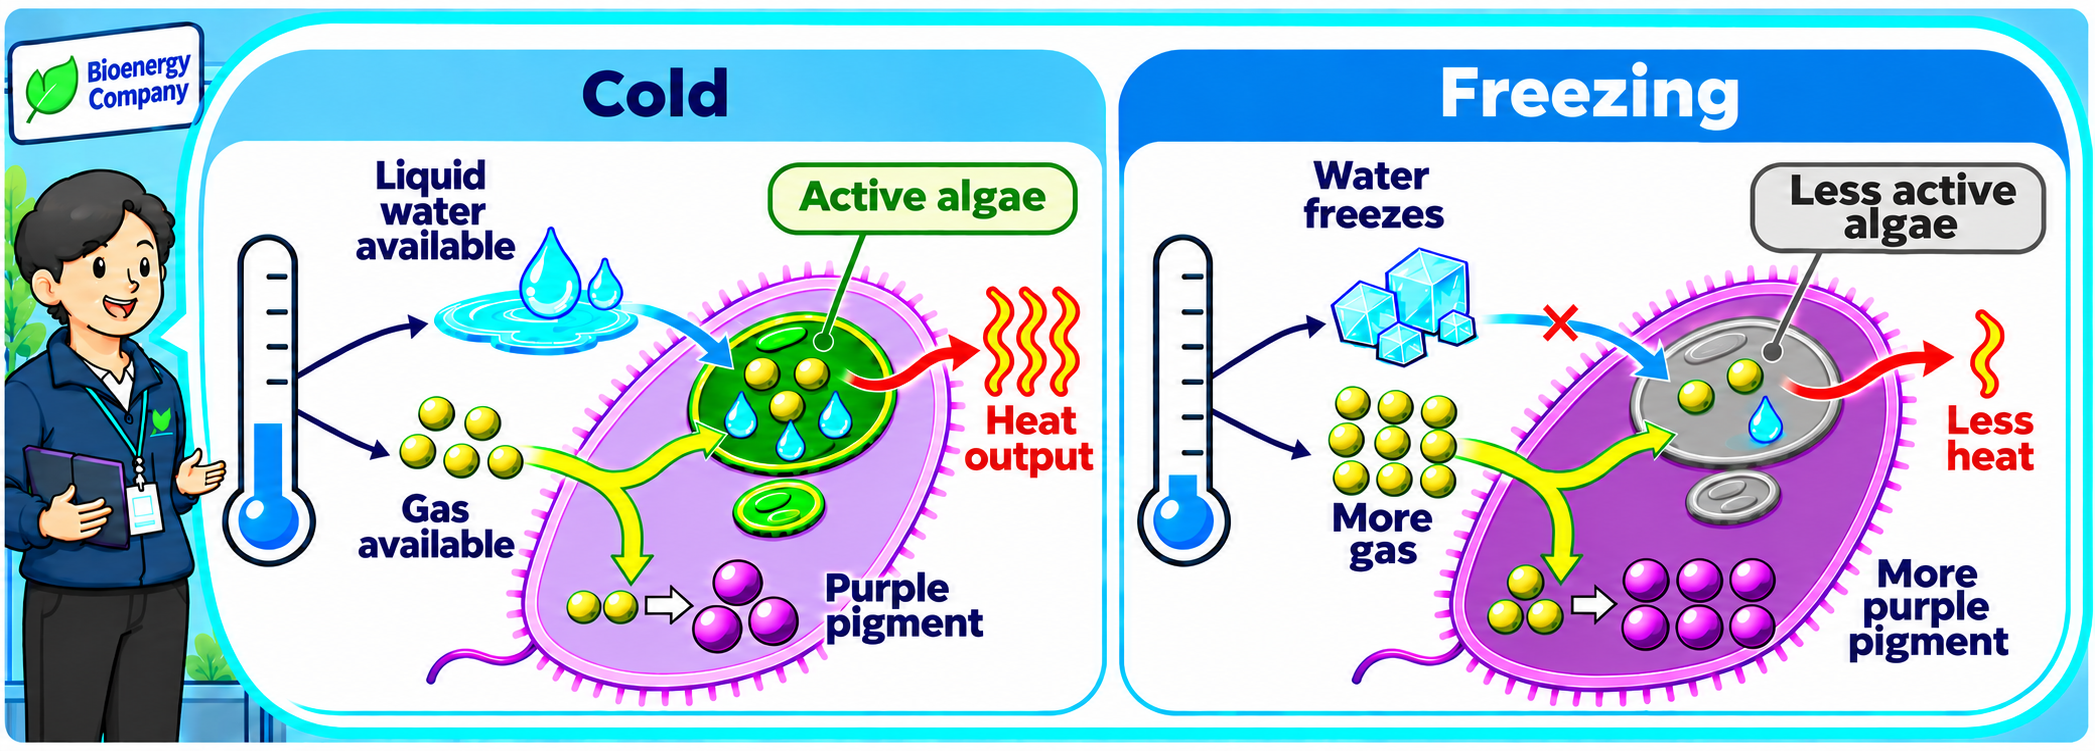 Bioenergy
Company
Cold
Liquid
water
available
Active algae
Heat
output
Gas
available
Purple
pigment
Freezing
Water
freezes
Less active
algae
Less
heat
More
gas
More
purple
pigment